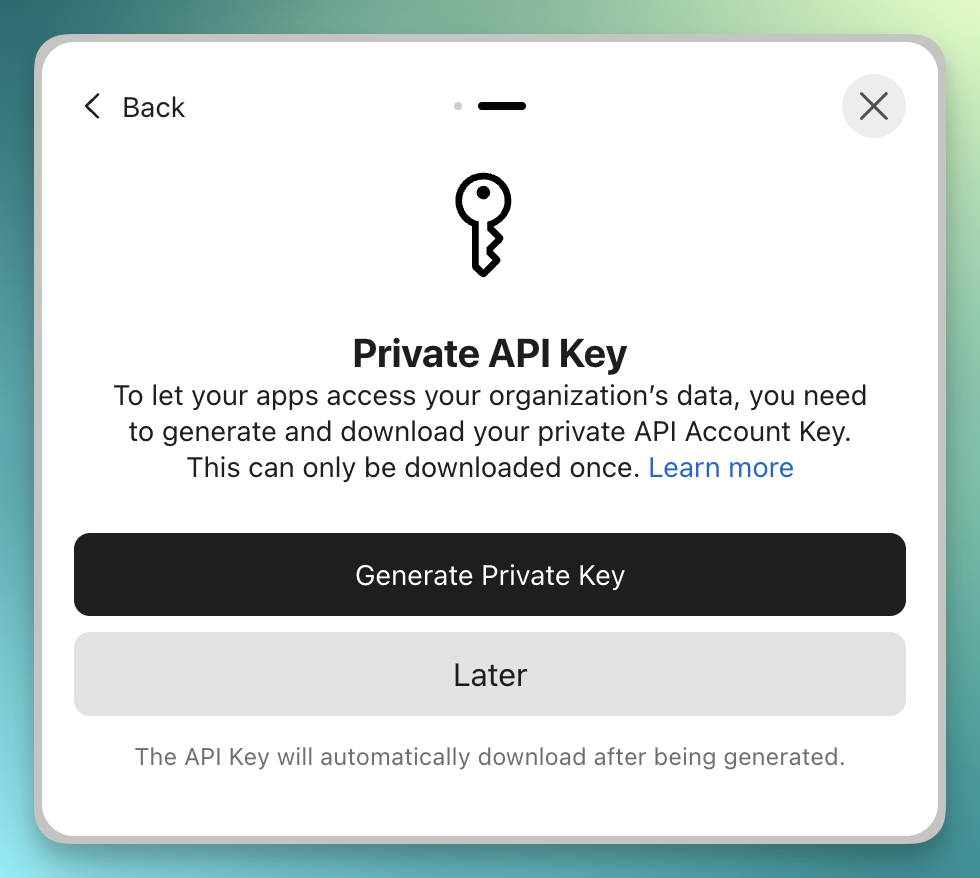 Back
Private API Key
To let your apps access your organization’s data, you need
to generate and download your private API Account Key.
This can only be downloaded once. Learn more
Generate Private Key
Later
The API Key will automatically download after being generated.